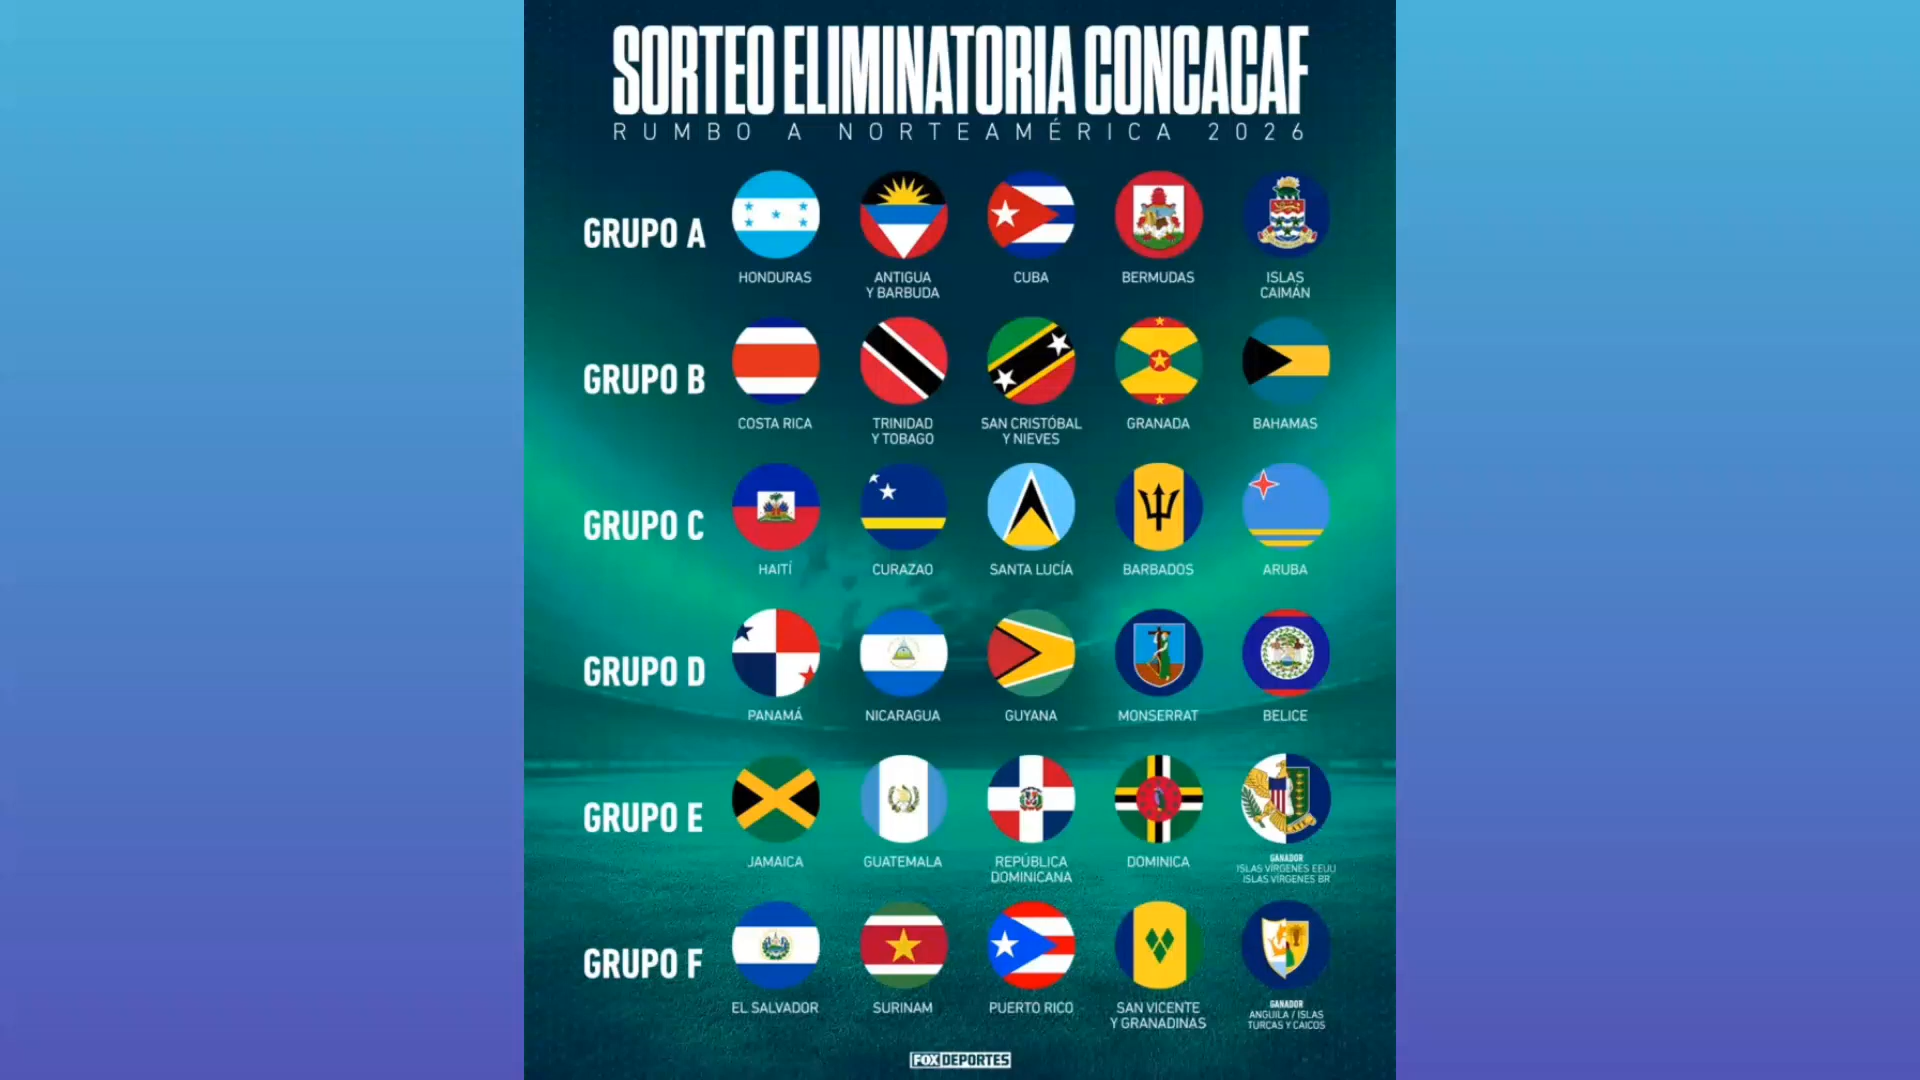 SORTEO ELIMINATORIA CONCACAF
RUMBO A NORTEAMÉRICA 2026
GRUPO A
HONDURAS
ANTIGUA
Y BARBUDA
CUBA
BERMUDAS
ISLAS
CAIMÁN
GRUPO B
COSTA RICA
TRINIDAD
Y TOBAGO
SAN CRISTÓBAL
Y NIEVES
GRANADA
BAHAMAS
GRUPO C
HAITÍ
CURAZAO
SANTA LUCÍA
BARBADOS
ARUBA
GRUPO D
PANAMÁ
NICARAGUA
GUYANA
MONSERRAT
BELICE
GRUPO E
JAMAICA
GUATEMALA
REPÚBLICA
DOMINICANA
DOMINICA
GANADOR
ISLAS VÍRGENES EEUU
ISLAS VÍRGENES BR
GRUPO F
EL SALVADOR
SURINAM
PUERTO RICO
SAN VICENTE
Y GRANADINAS
GANADOR
ANGUILA / ISLAS
TURCAS Y CAICOS
FOX DEPORTES